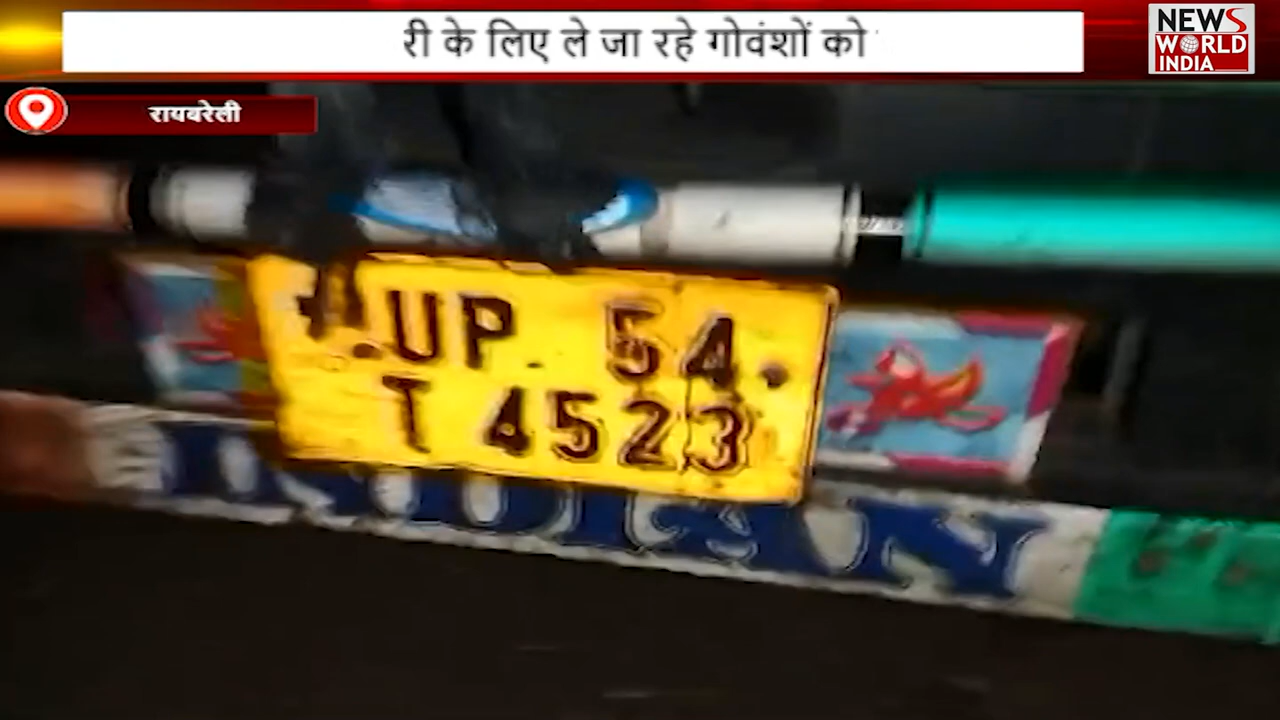 री के लिए ले जा रहे गोवंशों को
NEWS
WORLD
INDIA
रायबरेली
UP 54
T 4523